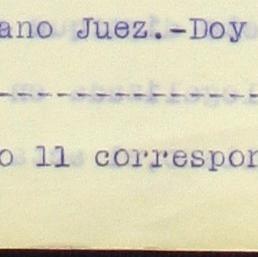 ano Juez.-Doy
-----------------
o 11 correspon